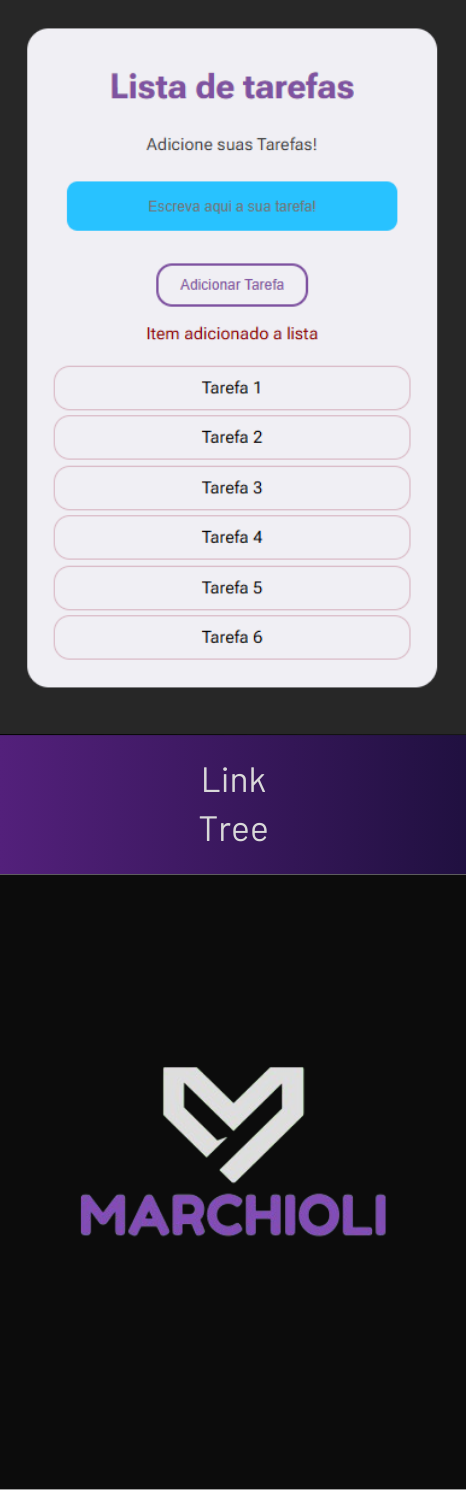 Lista de tarefas
Adicione suas Tarefas!
Escreva aqui a sua tarefa!
Adicionar Tarefa
Item adicionado a lista
Tarefa 1
Tarefa 2
Tarefa 3
Tarefa 4
Tarefa 5
Tarefa 6
Link
Tree
MARCHIOLI